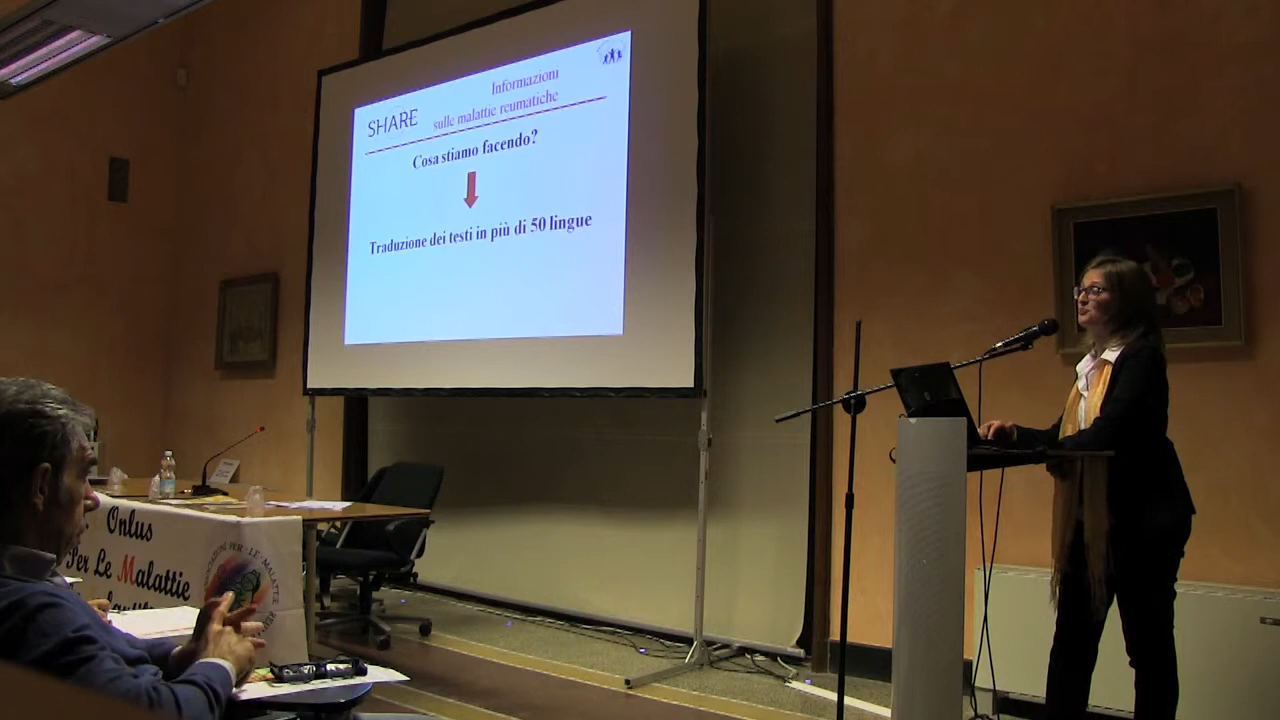 Informazioni
SHARE
sulle malattie reumatiche
Cosa stiamo facendo?
Traduzione dei testi in più di 50 lingue
Onlus
Per Le Malattie